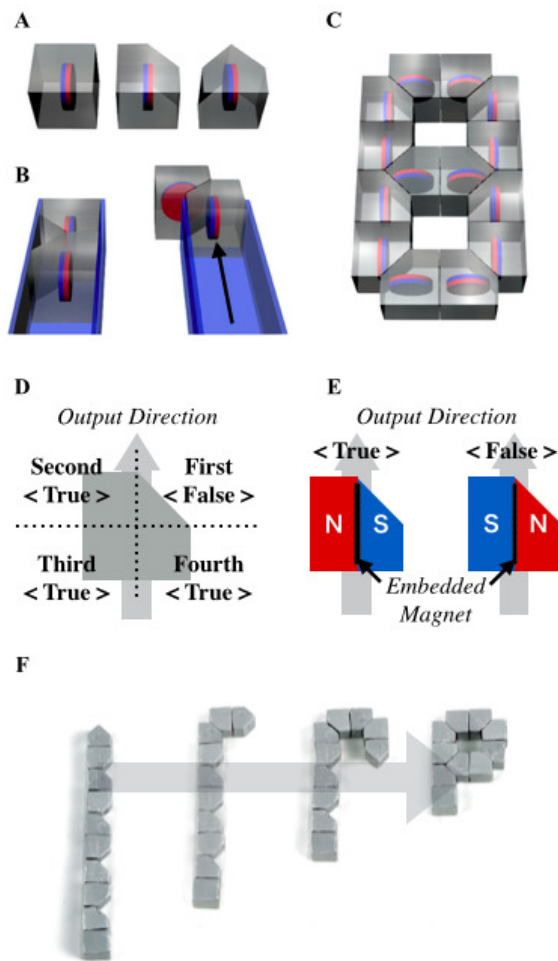 A
C
B
D
Output Direction
Second
First
< True >
< False >
Third
Fourth
< True >
< True >
E
Output Direction
< True >
< False >
N
S
S
N
Embedded
Magnet
F